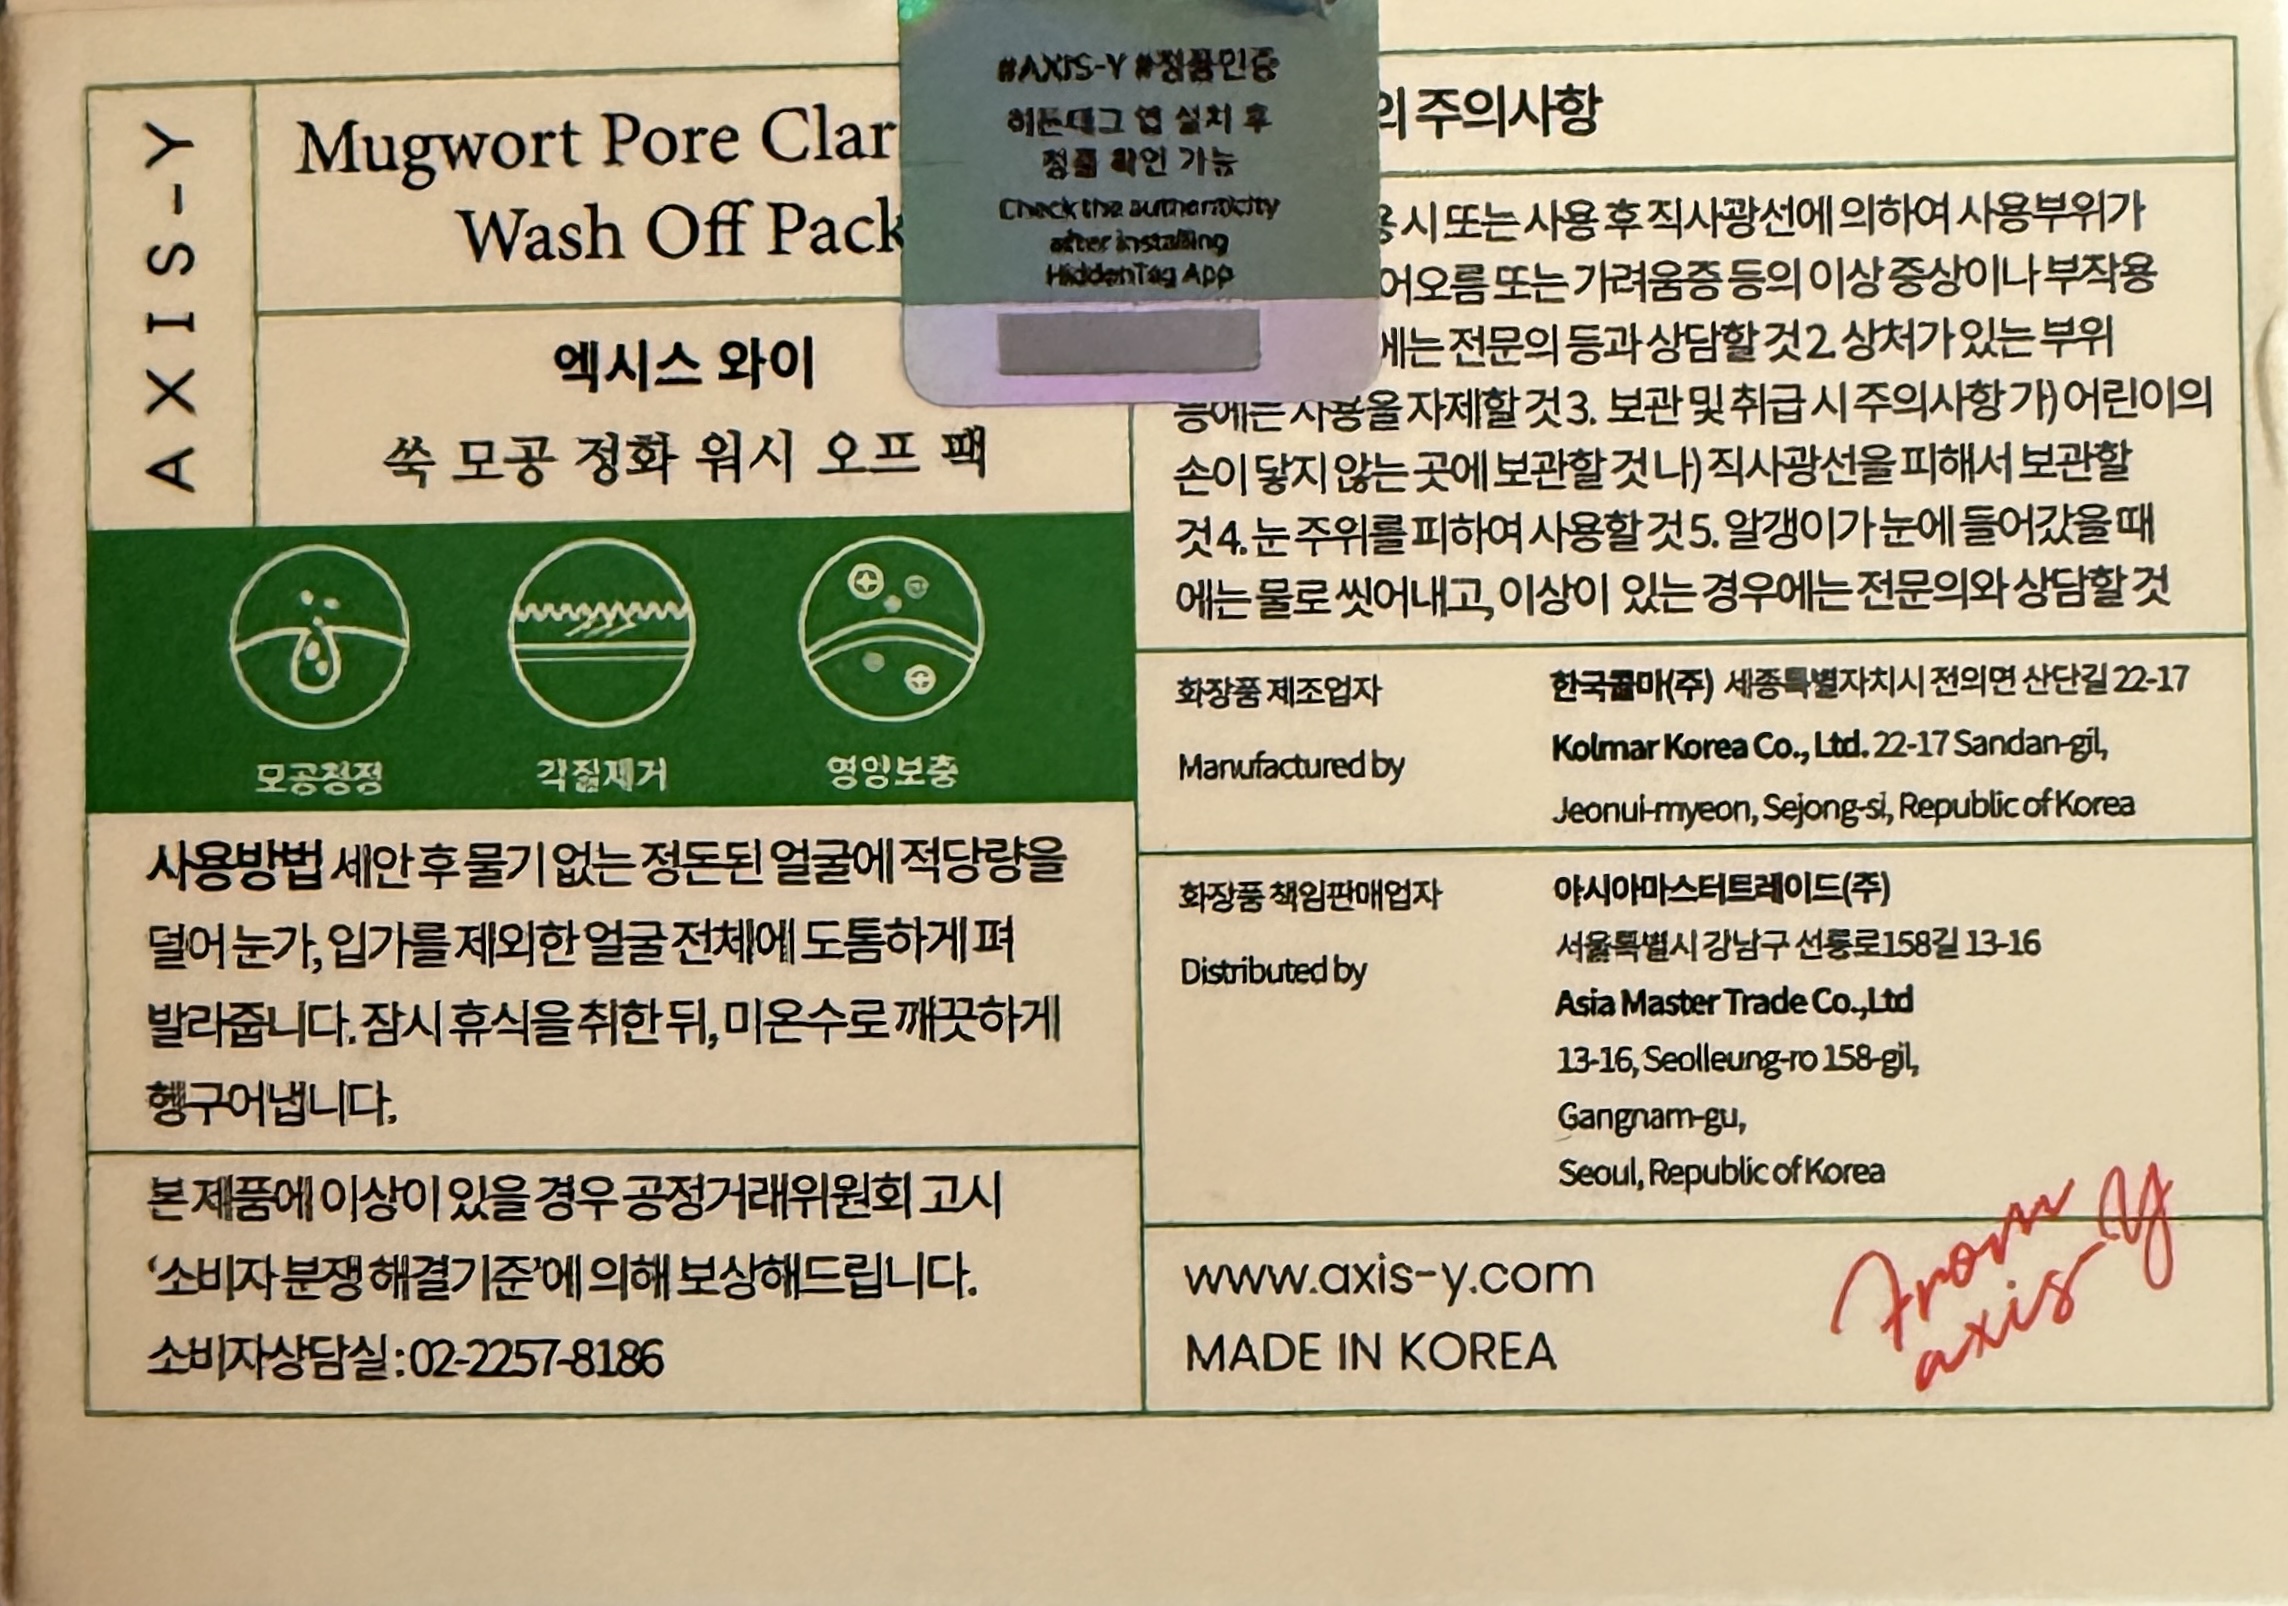 AXIS-Y
Mugwort Pore Clar
Wash Off Pack
엑시스 와이
쑥 모공 정화 워시 오프 팩
모공청정
각질제거
영양보충
사용방법 세안 후 물기 없는 정돈된 얼굴에 적당량을
덜어 눈가, 입가를 제외한 얼굴 전체에 도톰하게 펴
발라줍니다. 잠시 휴식을 취한 뒤, 미온수로 깨끗하게
헹구어냅니다.
본 제품에 이상이 있을 경우 공정거래위원회 고시
‘소비자 분쟁 해결기준’에 의해 보상해드립니다.
소비자상담실 : 02-2257-8186
#AXIS-Y #정품인증
히든태그 앱 설치 후
정품 확인 가능
Check the authenticity
after installing
HiddenTag App
의 주의사항
시 또는 사용 후 직사광선에 의하여 사용부위가
어오름 또는 가려움증 등의 이상 증상이나 부작용
에는 전문의 등과 상담할 것 2. 상처가 있는 부위
등에는 사용을 자제할 것 3. 보관 및 취급 시 주의사항 가) 어린이의
손이 닿지 않는 곳에 보관할 것 나) 직사광선을 피해서 보관할
것 4. 눈 주위를 피하여 사용할 것 5. 알갱이가 눈에 들어갔을 때
에는 물로 씻어내고, 이상이 있는 경우에는 전문의와 상담할 것
화장품 제조업자
한국콜마(주) 세종특별자치시 전의면 산단길 22-17
Manufactured by
Kolmar Korea Co., Ltd. 22-17 Sandan-gil,
Jeonui-myeon, Sejong-si, Republic of Korea
화장품 책임판매업자
아시아마스터트레이드(주)
서울특별시 강남구 선릉로158길 13-16
Distributed by
Asia Master Trade Co.,Ltd
13-16, Seolleung-ro 158-gil,
Gangnam-gu,
Seoul, Republic of Korea
www.axis-y.com
MADE IN KOREA
From
axis-y